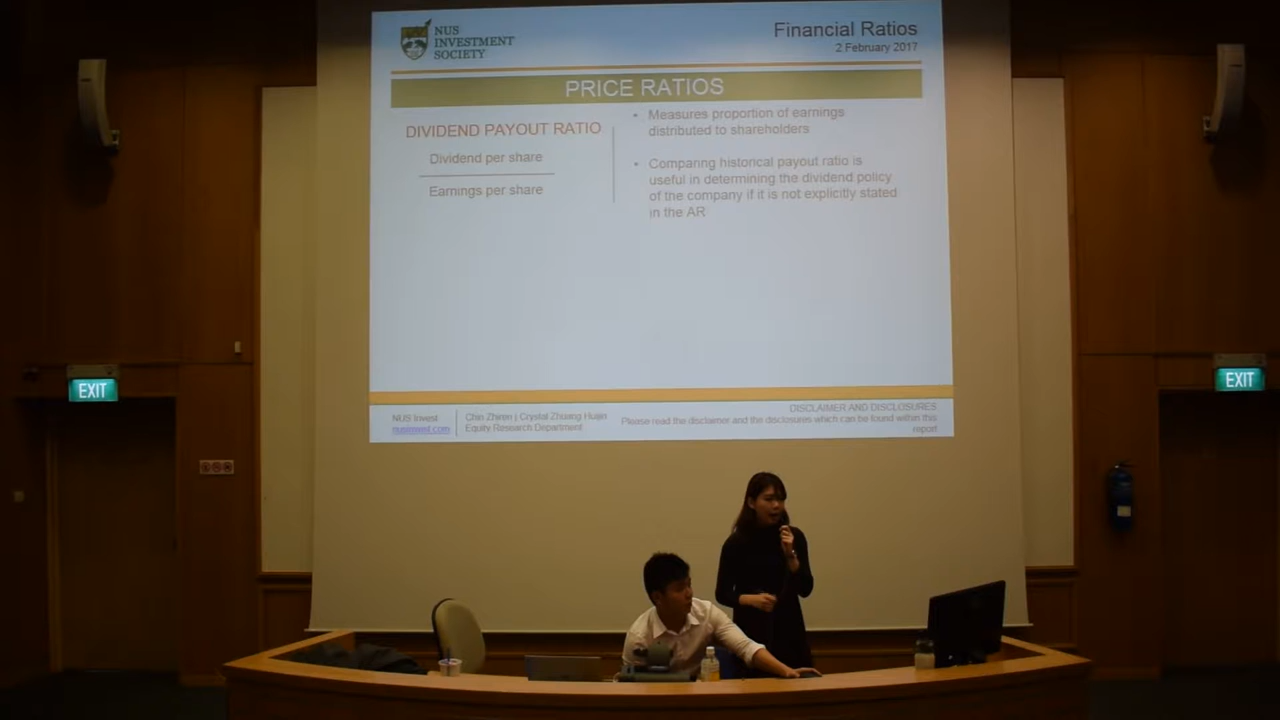 NUS
INVESTMENT
SOCIETY
Financial Ratios
2 February 2017
PRICE RATIOS
DIVIDEND PAYOUT RATIO
Dividend per share
Earnings per share
• Measures proportion of earnings
distributed to shareholders
• Comparing historical payout ratio is
useful in determining the dividend policy
of the company if it is not explicitly stated
in the AR
NUS Invest
nusinvest.com
Chin Zhiren | Crystal Zhuang Huijin
Equity Research Department
DISCLAIMER AND DISCLOSURES
Please read the disclaimer and the disclosures which can be found within this
report
EXIT
EXIT